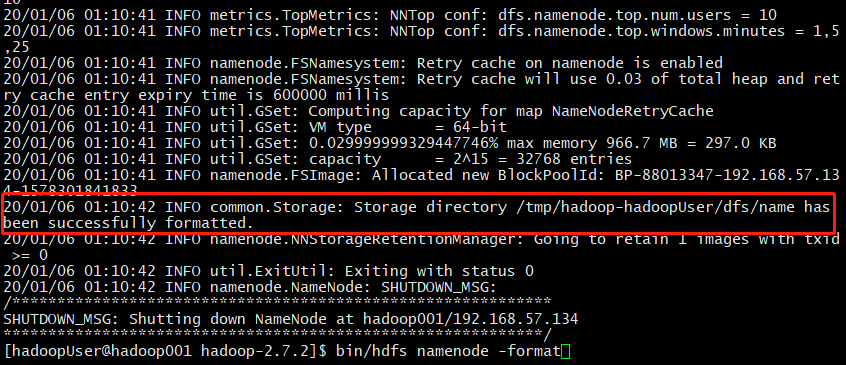 10
20/01/06 01:10:41 INFO metrics.TopMetrics: NNTop conf: dfs.namenode.top.num.users = 10
20/01/06 01:10:41 INFO metrics.TopMetrics: NNTop conf: dfs.namenode.top.windows.minutes = 1,5
,25
20/01/06 01:10:41 INFO namenode.FSNamesystem: Retry cache on namenode is enabled
20/01/06 01:10:41 INFO namenode.FSNamesystem: Retry cache will use 0.03 of total heap and ret
ry cache entry expiry time is 600000 millis
20/01/06 01:10:41 INFO util.GSet: Computing capacity for map NameNodeRetryCache
20/01/06 01:10:41 INFO util.GSet: VM type       = 64-bit
20/01/06 01:10:41 INFO util.GSet: 0.029999999329447746% max memory 966.7 MB = 297.0 KB
20/01/06 01:10:41 INFO util.GSet: capacity      = 2^15 = 32768 entries
20/01/06 01:10:41 INFO namenode.FSImage: Allocated new BlockPoolId: BP-88013347-192.168.57.13
4-1578301841833
20/01/06 01:10:42 INFO common.Storage: Storage directory /tmp/hadoop-hadoopUser/dfs/name has
been successfully formatted.
20/01/06 01:10:42 INFO namenode.NNStorageRetentionManager: Going to retain 1 images with txid
 >= 0
20/01/06 01:10:42 INFO util.ExitUtil: Exiting with status 0
20/01/06 01:10:42 INFO namenode.NameNode: SHUTDOWN_MSG:
/************************************************************
SHUTDOWN_MSG: Shutting down NameNode at hadoop001/192.168.57.134
************************************************************/
[hadoopUser@hadoop001 hadoop-2.7.2]$ bin/hdfs namenode -format